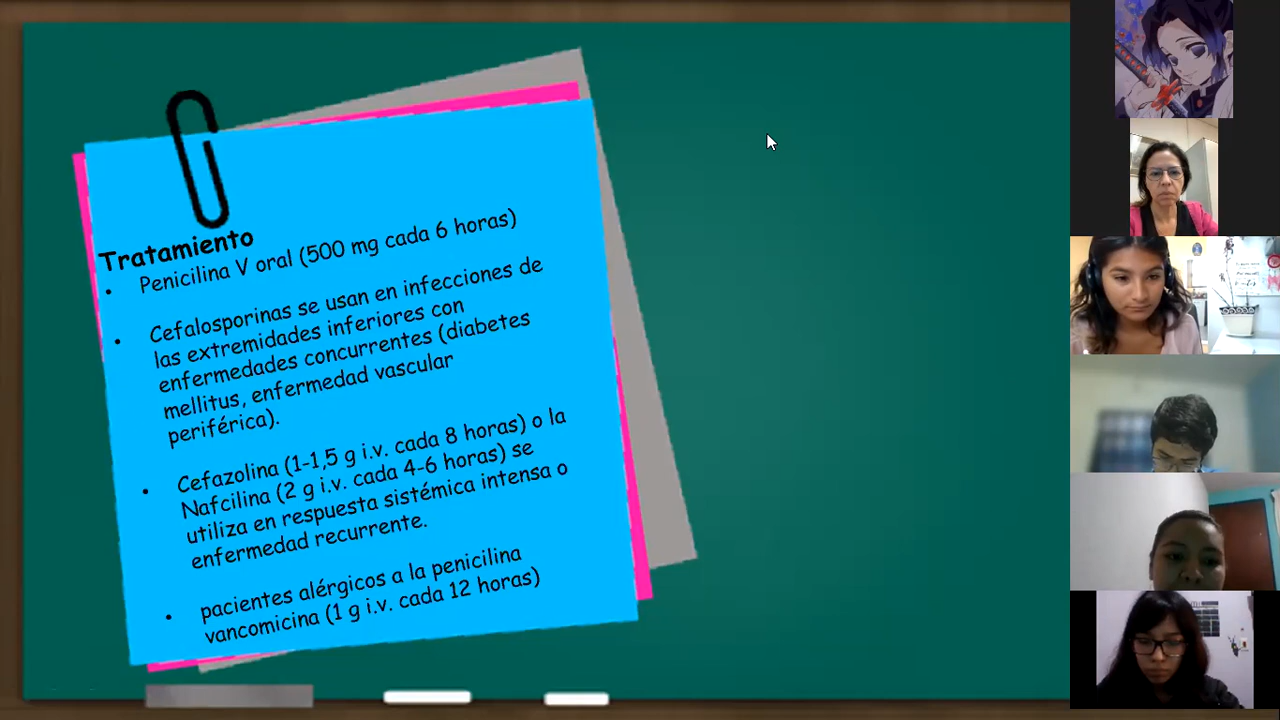 Tratamiento
• Penicilina V oral (500 mg cada 6 horas)
• Cefalosporinas se usan en infecciones de
las extremidades inferiores con
enfermedades concurrentes (diabetes
mellitus, enfermedad vascular
periférica).
• Cefazolina (1-1,5 g i.v. cada 8 horas) o la
Nafcilina (2 g i.v. cada 4-6 horas) se
utiliza en respuesta sistémica intensa o
enfermedad recurrente.
• pacientes alérgicos a la penicilina
vancomicina (1 g i.v. cada 12 horas)